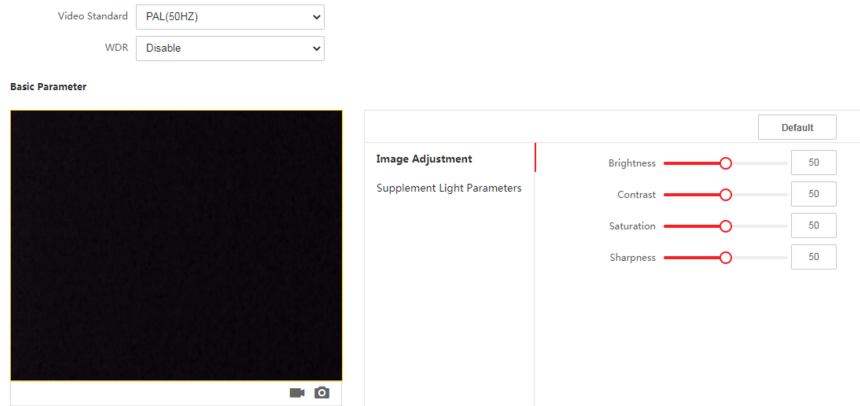 Video Standard PAL(50HZ)
WDR Disable
Basic Parameter
Default
Image Adjustment
Supplement Light Parameters
Brightness 50
Contrast 50
Saturation 50
Sharpness 50